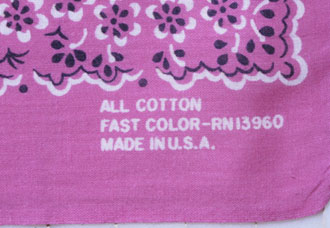 ALL COTTON
FAST COLOR-RN13960
MADE IN U.S.A.